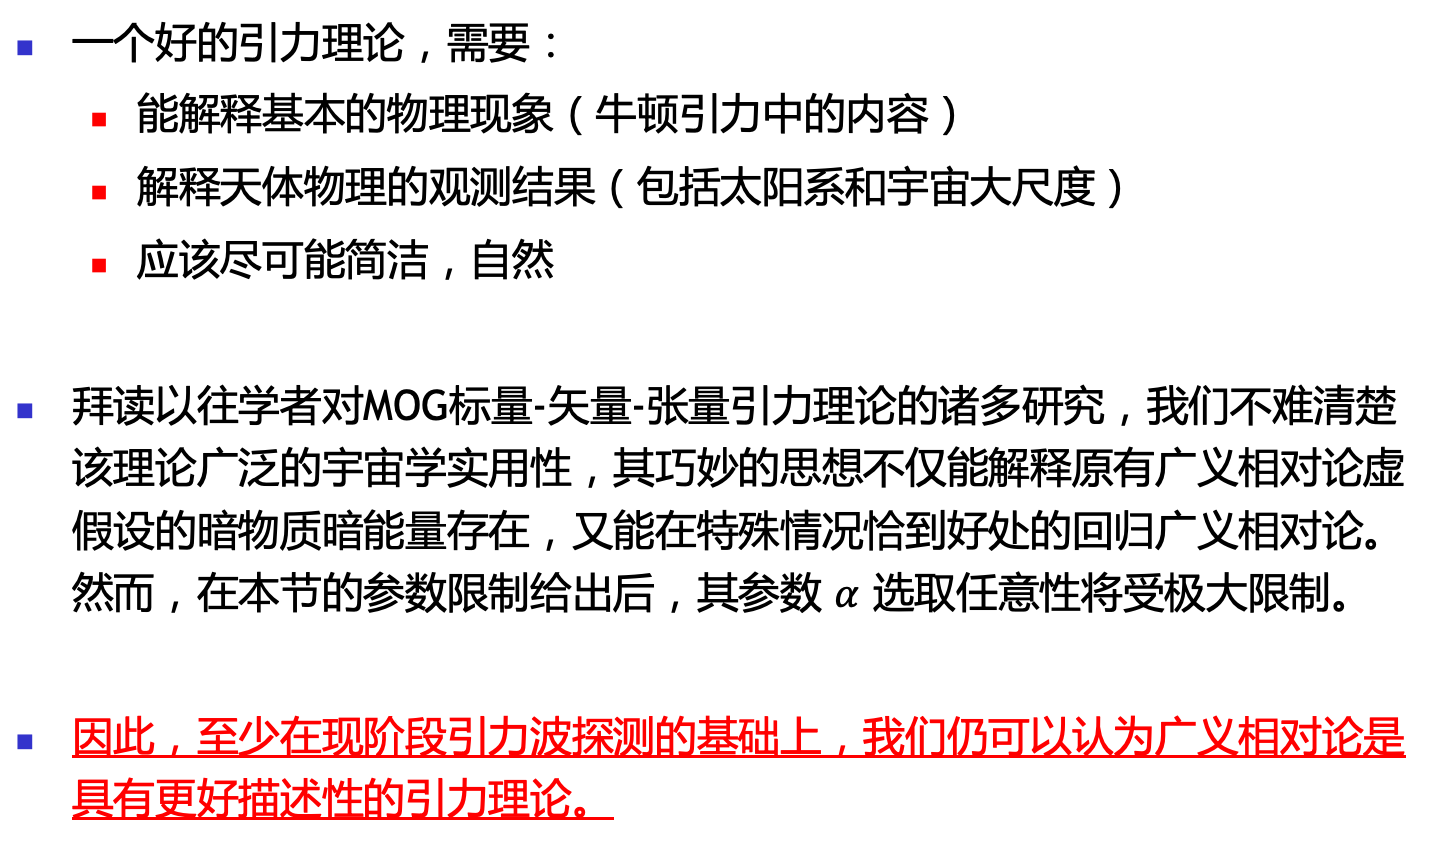 一个好的引力理论，需要：
能解释基本的物理现象（牛顿引力中的内容）
解释天体物理的观测结果（包括太阳系和宇宙大尺度）
应该尽可能简洁，自然
拜读以往学者对MOG标量-矢量-张量引力理论的诸多研究，我们不难清楚
该理论广泛的宇宙学实用性，其巧妙的思想不仅能解释原有广义相对论虚
假设的暗物质暗能量存在，又能在特殊情况恰到好处的回归广义相对论。
然而，在本节的参数限制给出后，其参数 α 选取任意性将受极大限制。
因此，至少在现阶段引力波探测的基础上，我们仍可以认为广义相对论是
具有更好描述性的引力理论。